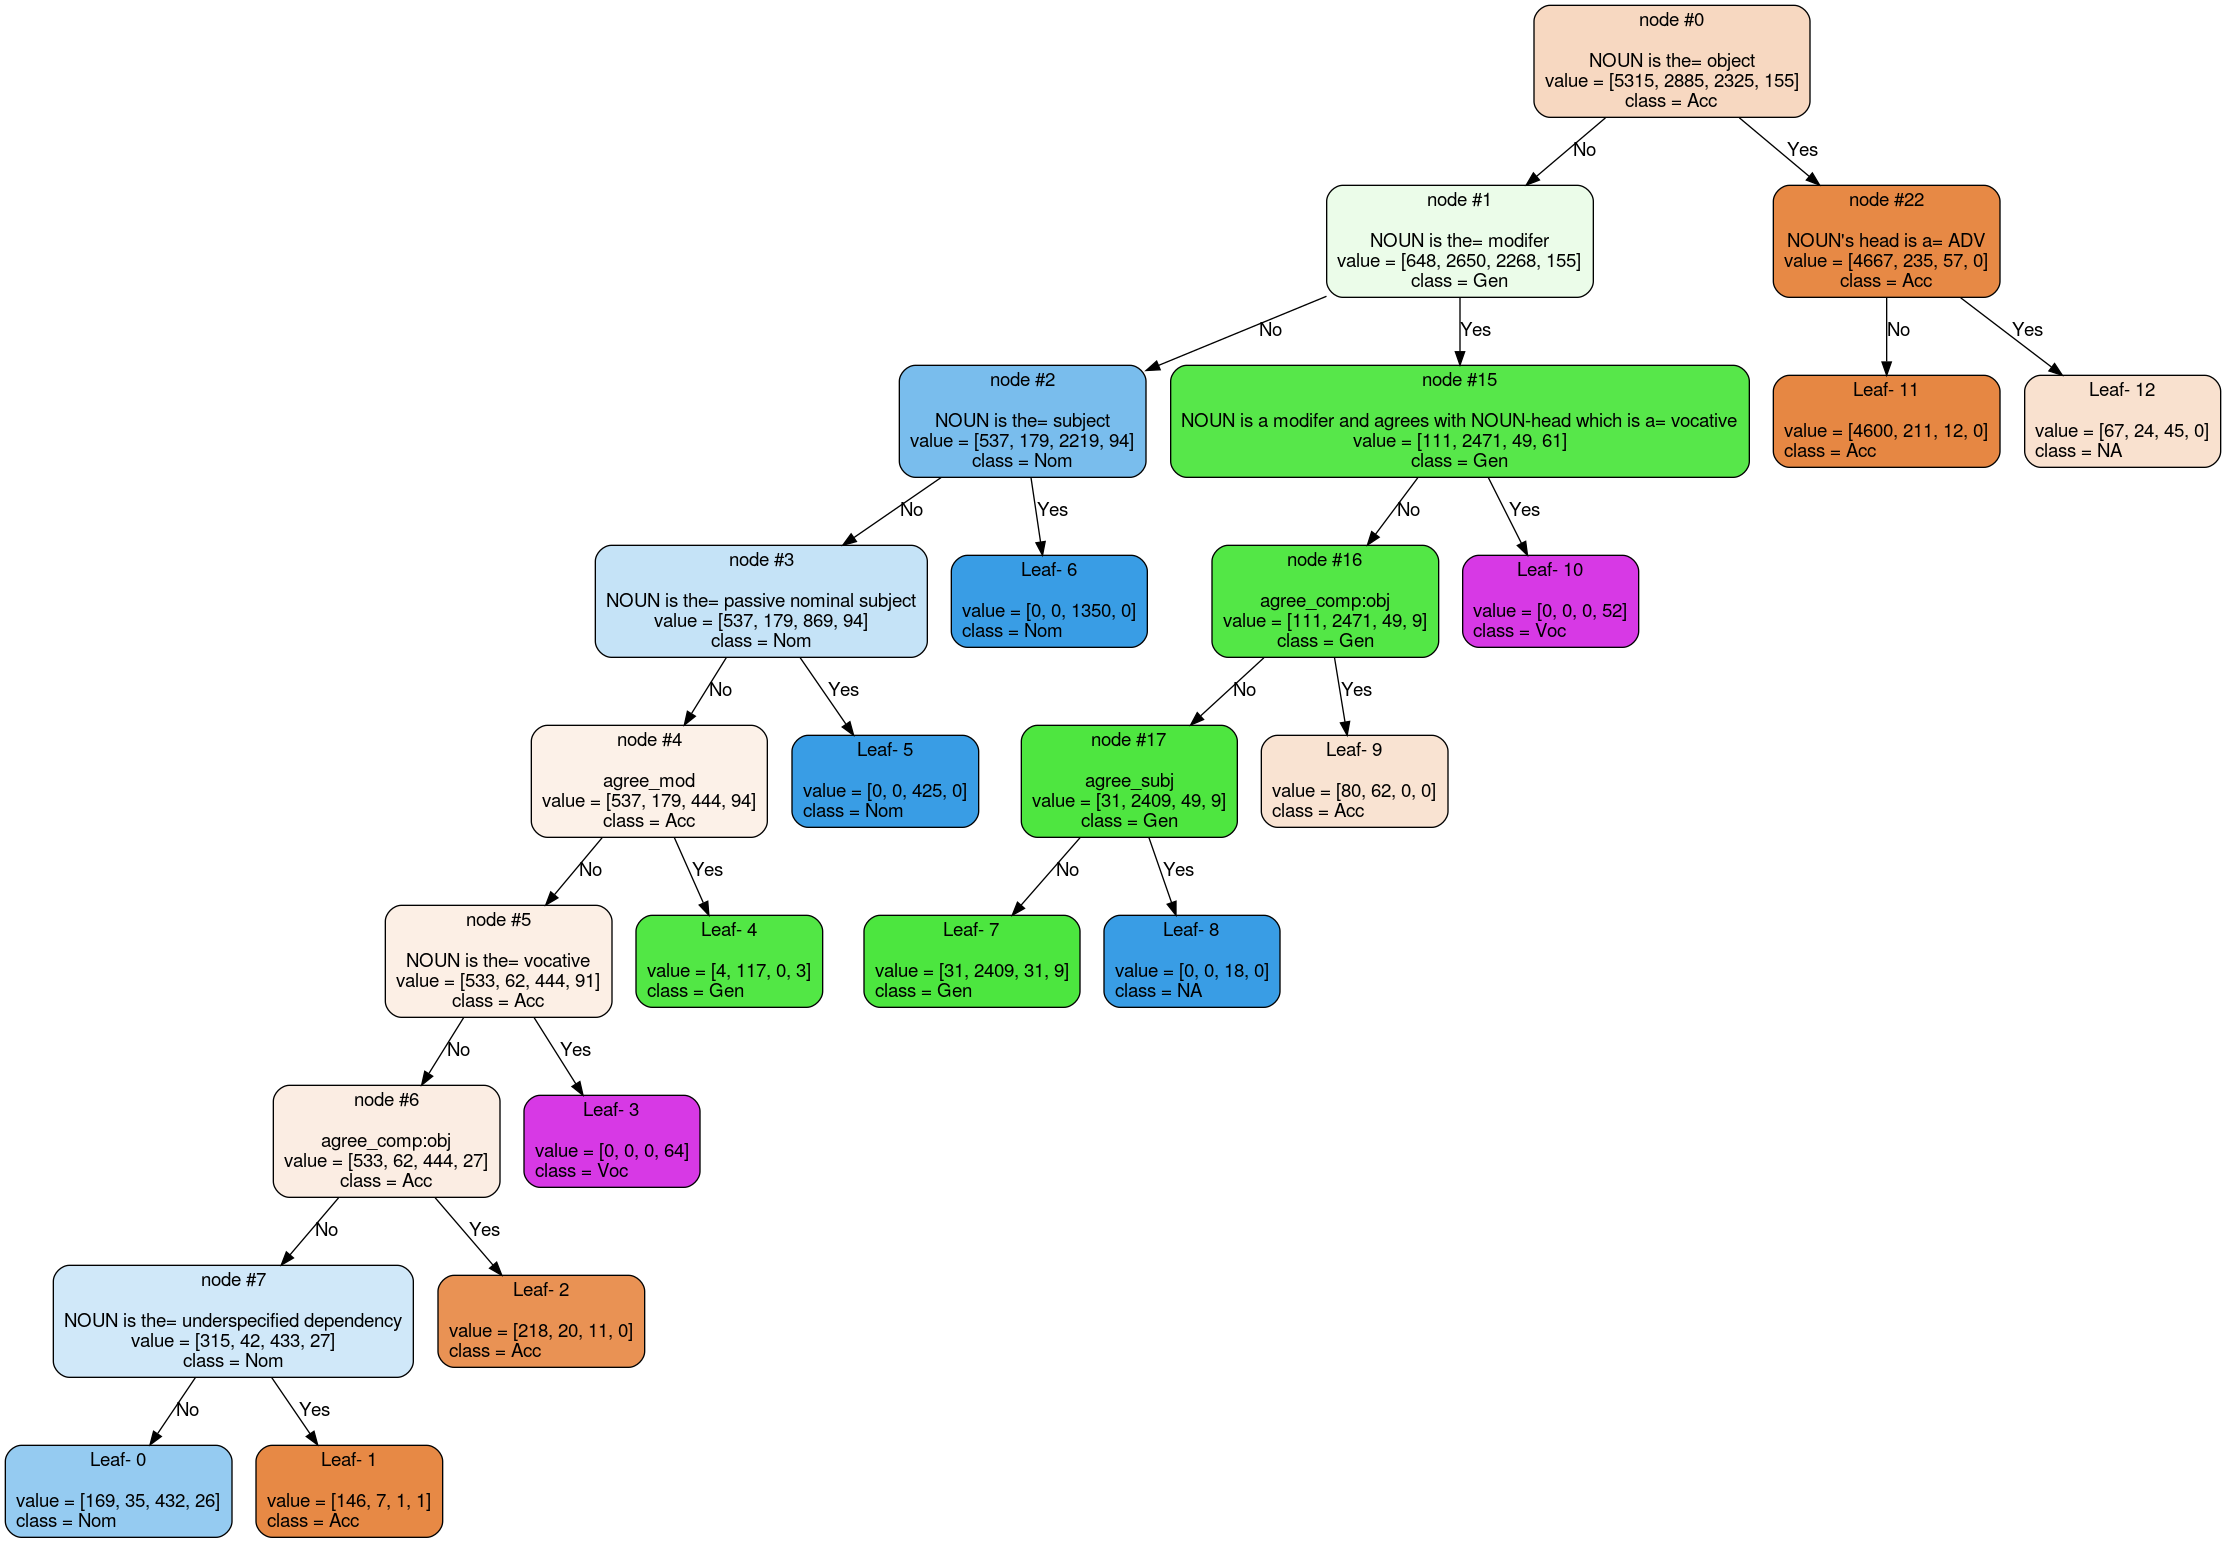 node #0
NOUN is the= object
value = [5315, 2885, 2325, 155]
class = Acc
No
Yes
node #1
NOUN is the= modifer
value = [648, 2650, 2268, 155]
class = Gen
node #22
NOUN's head is a= ADV
value = [4667, 235, 57, 0]
class = Acc
No
Yes
No
Yes
node #2
NOUN is the= subject
value = [537, 179, 2219, 94]
class = Nom
node #15
NOUN is a modifer and agrees with NOUN-head which is a= vocative
value = [111, 2471, 49, 61]
class = Gen
Leaf- 11
value = [4600, 211, 12, 0]
class = Acc
Leaf- 12
value = [67, 24, 45, 0]
class = NA
No
Yes
No
Yes
node #3
NOUN is the= passive nominal subject
value = [537, 179, 869, 94]
class = Nom
Leaf- 6
value = [0, 0, 1350, 0]
class = Nom
node #16
agree_comp:obj
value = [111, 2471, 49, 9]
class = Gen
Leaf- 10
value = [0, 0, 0, 52]
class = Voc
No
Yes
No
Yes
node #4
agree_mod
value = [537, 179, 444, 94]
class = Acc
Leaf- 5
value = [0, 0, 425, 0]
class = Nom
node #17
agree_subj
value = [31, 2409, 49, 9]
class = Gen
Leaf- 9
value = [80, 62, 0, 0]
class = Acc
No
Yes
No
Yes
node #5
NOUN is the= vocative
value = [533, 62, 444, 91]
class = Acc
Leaf- 4
value = [4, 117, 0, 3]
class = Gen
Leaf- 7
value = [31, 2409, 31, 9]
class = Gen
Leaf- 8
value = [0, 0, 18, 0]
class = NA
No
Yes
node #6
agree_comp:obj
value = [533, 62, 444, 27]
class = Acc
Leaf- 3
value = [0, 0, 0, 64]
class = Voc
No
Yes
node #7
NOUN is the= underspecified dependency
value = [315, 42, 433, 27]
class = Nom
Leaf- 2
value = [218, 20, 11, 0]
class = Acc
No
Yes
Leaf- 0
value = [169, 35, 432, 26]
class = Nom
Leaf- 1
value = [146, 7, 1, 1]
class = Acc